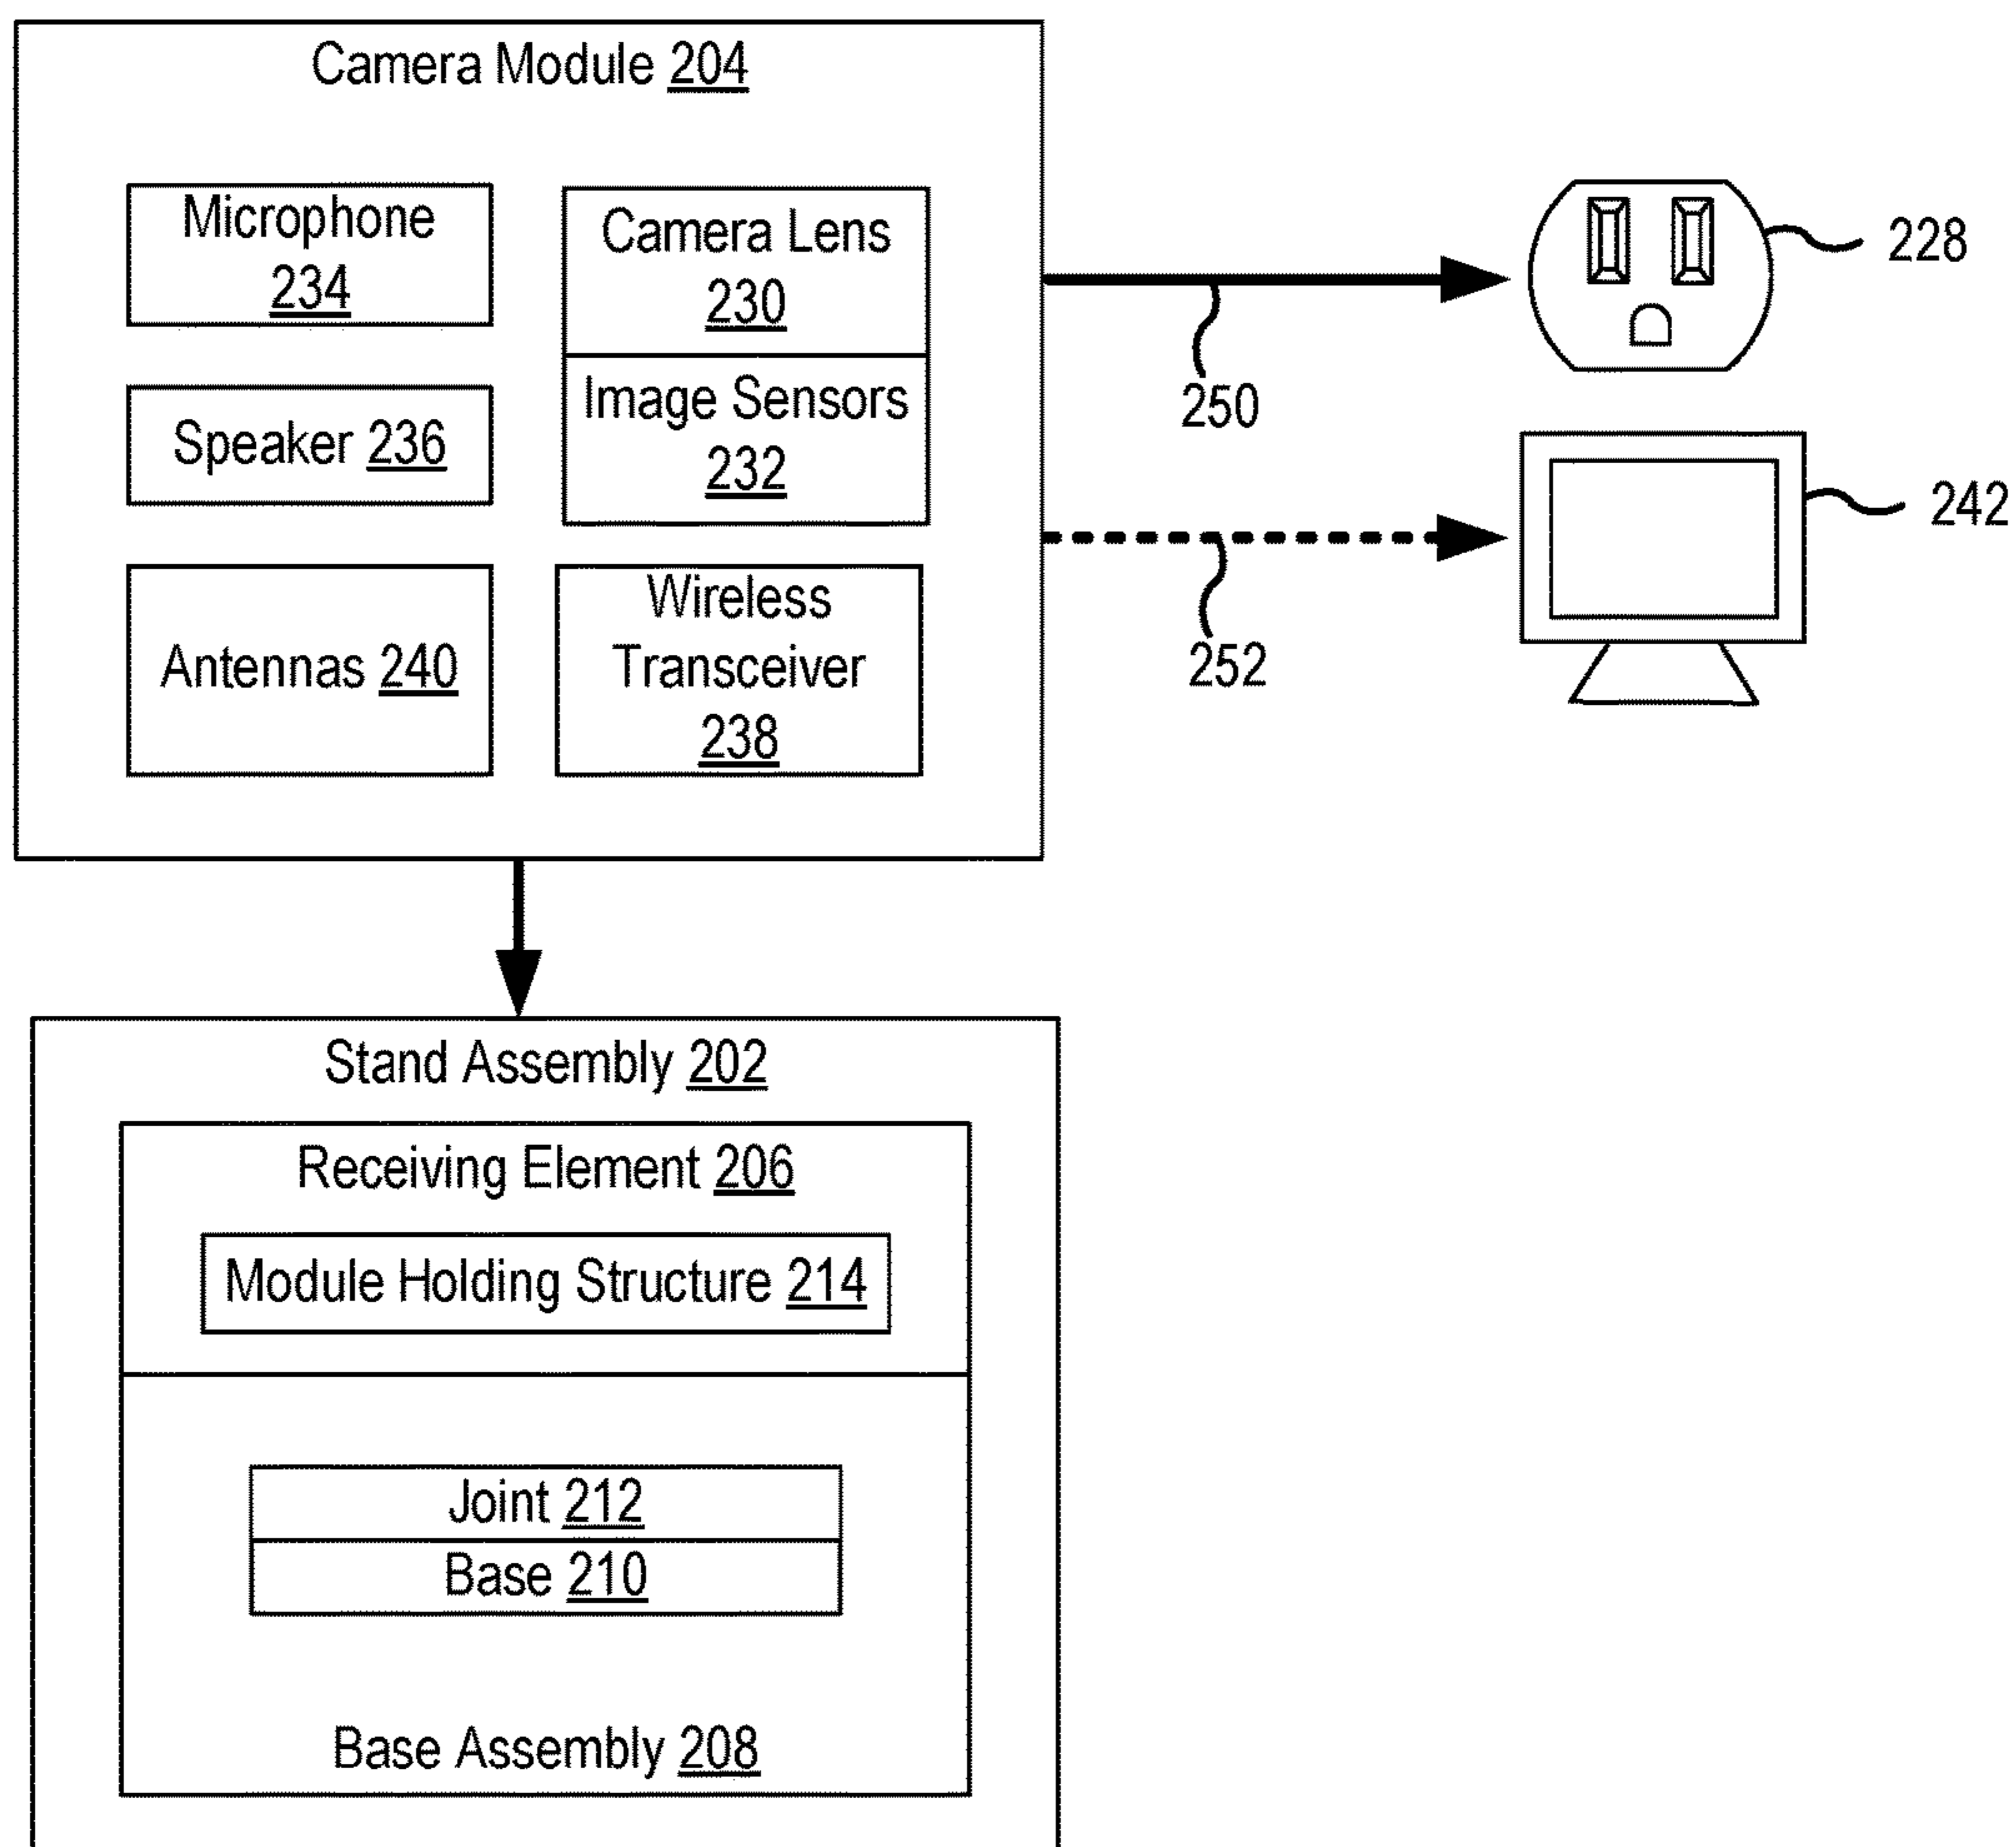 Camera Module 204
Microphone
234
Camera Lens
230
Image Sensors
232
Speaker 236
Antennas 240
Wireless
Transceiver
238
250
228
252
242
Stand Assembly 202
Receiving Element 206
Module Holding Structure 214
Joint 212
Base 210
Base Assembly 208